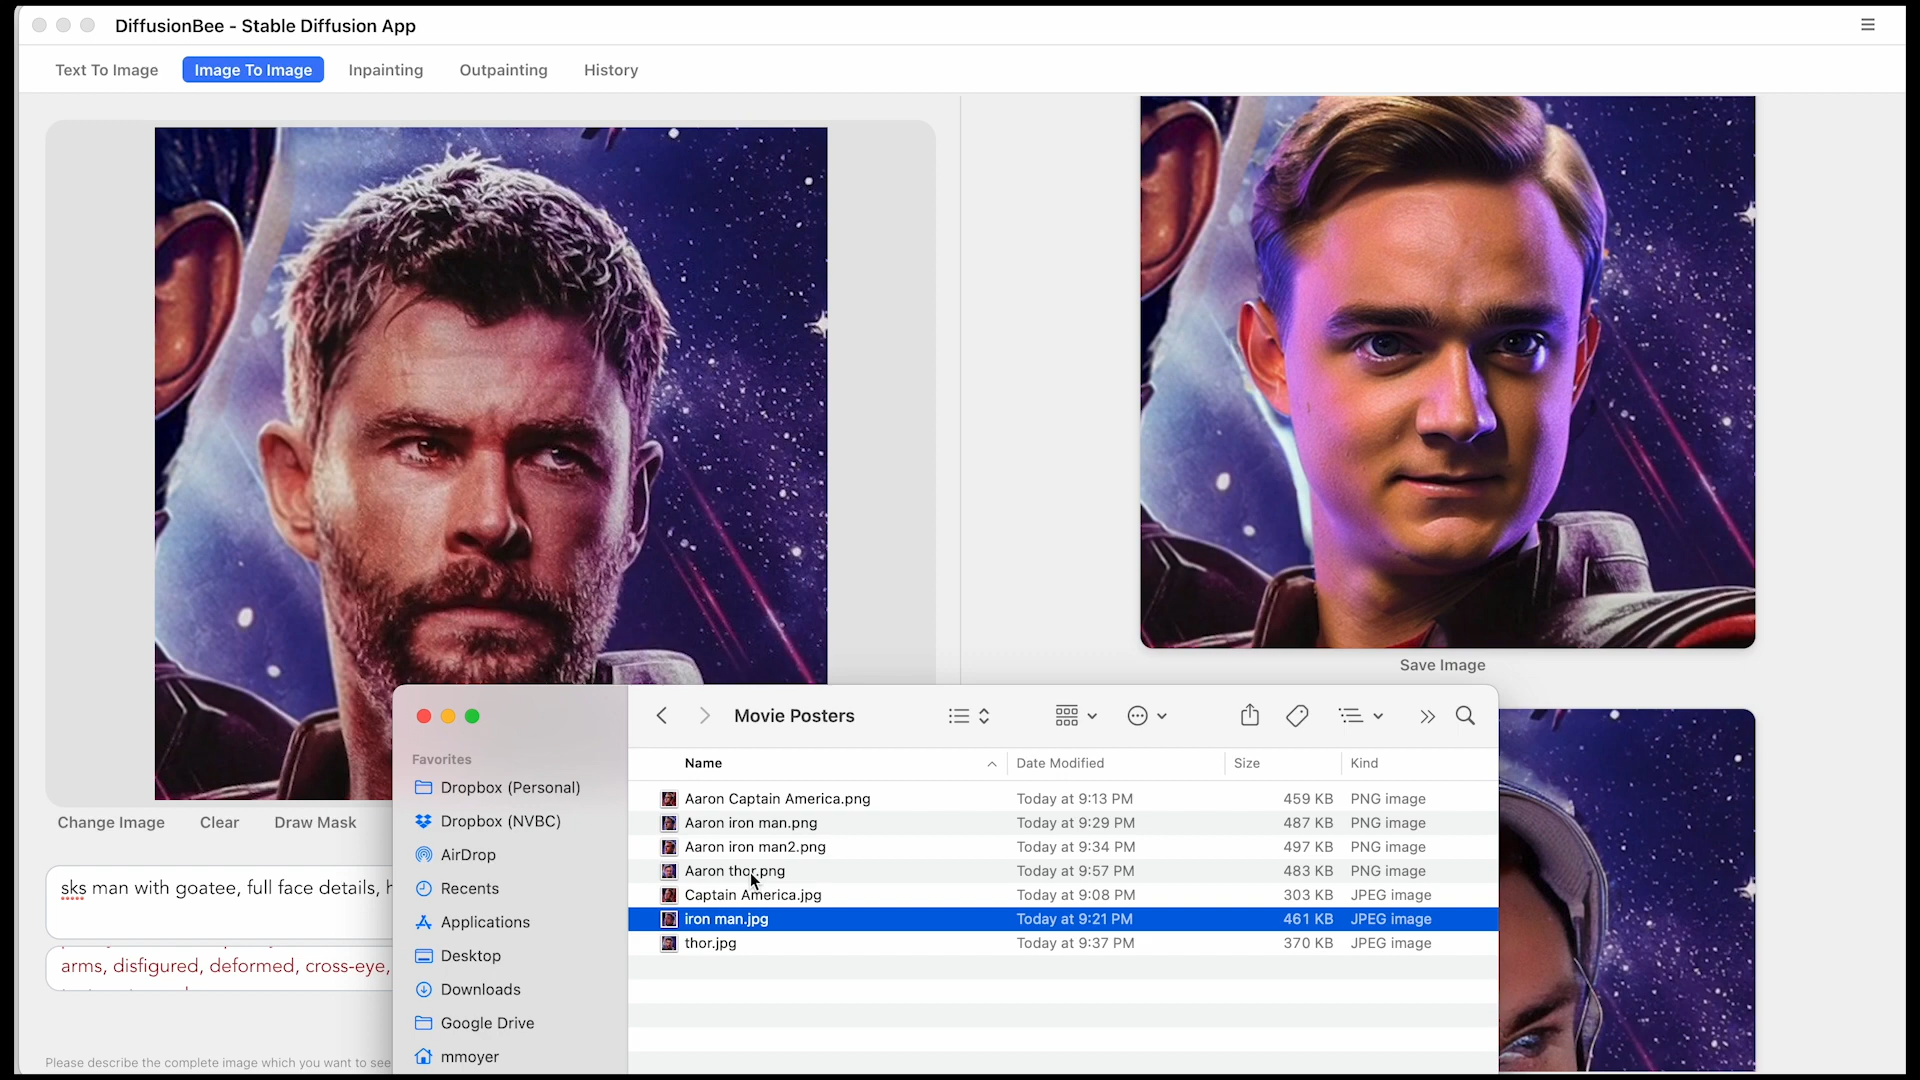 DiffusionBee - Stable Diffusion App
Text To Image Image To Image Inpainting Outpainting History
Save Image
Change Image Clear Draw Mask
sks man with goatee, full face details, h
arms, disfigured, deformed, cross-eye,
Please describe the complete image which you want to see
Movie Posters
Favorites
Dropbox (Personal)
Dropbox (NVBC)
AirDrop
Recents
Applications
Desktop
Downloads
Google Drive
mmoyer
Name Date Modified Size Kind
Aaron Captain America.png Today at 9:13 PM 459 KB PNG image
Aaron iron man.png Today at 9:29 PM 487 KB PNG image
Aaron iron man2.png Today at 9:34 PM 497 KB PNG image
Aaron thor.png Today at 9:57 PM 483 KB PNG image
Captain America.jpg Today at 9:08 PM 303 KB JPEG image
iron man.jpg Today at 9:21 PM 461 KB JPEG image
thor.jpg Today at 9:37 PM 370 KB JPEG image